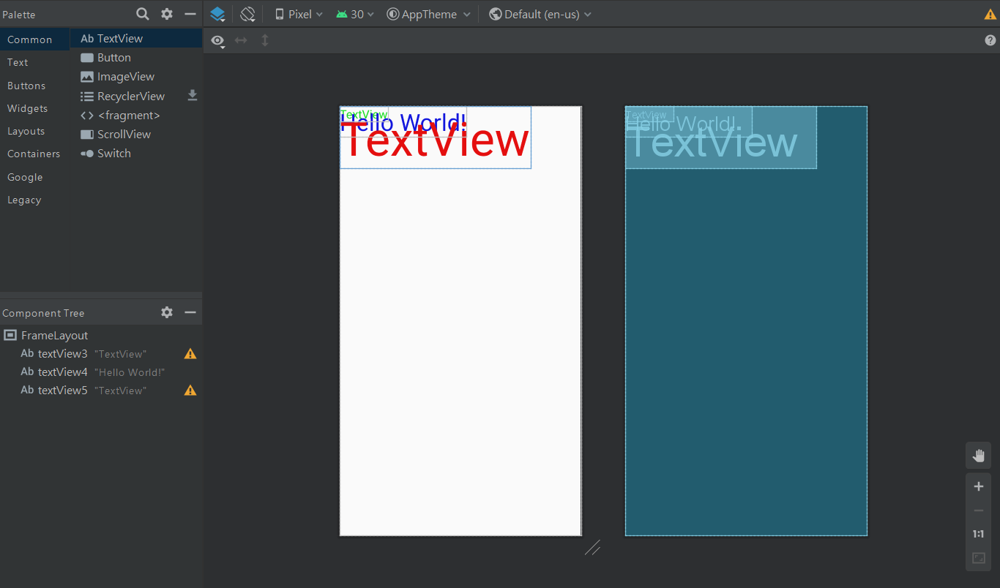 Palette
Pixel
30
AppTheme
Default (en-us)
Common
Text
Buttons
Widgets
Layouts
Containers
Google
Legacy
Ab TextView
Button
ImageView
RecyclerView
<fragment>
ScrollView
Switch
Component Tree
FrameLayout
Ab textView3 "TextView"
Ab textView4 "Hello World!"
Ab textView5 "TextView"
TextView
Hello World!
TextView
TextView
Hello World!
TextView
?
1:1